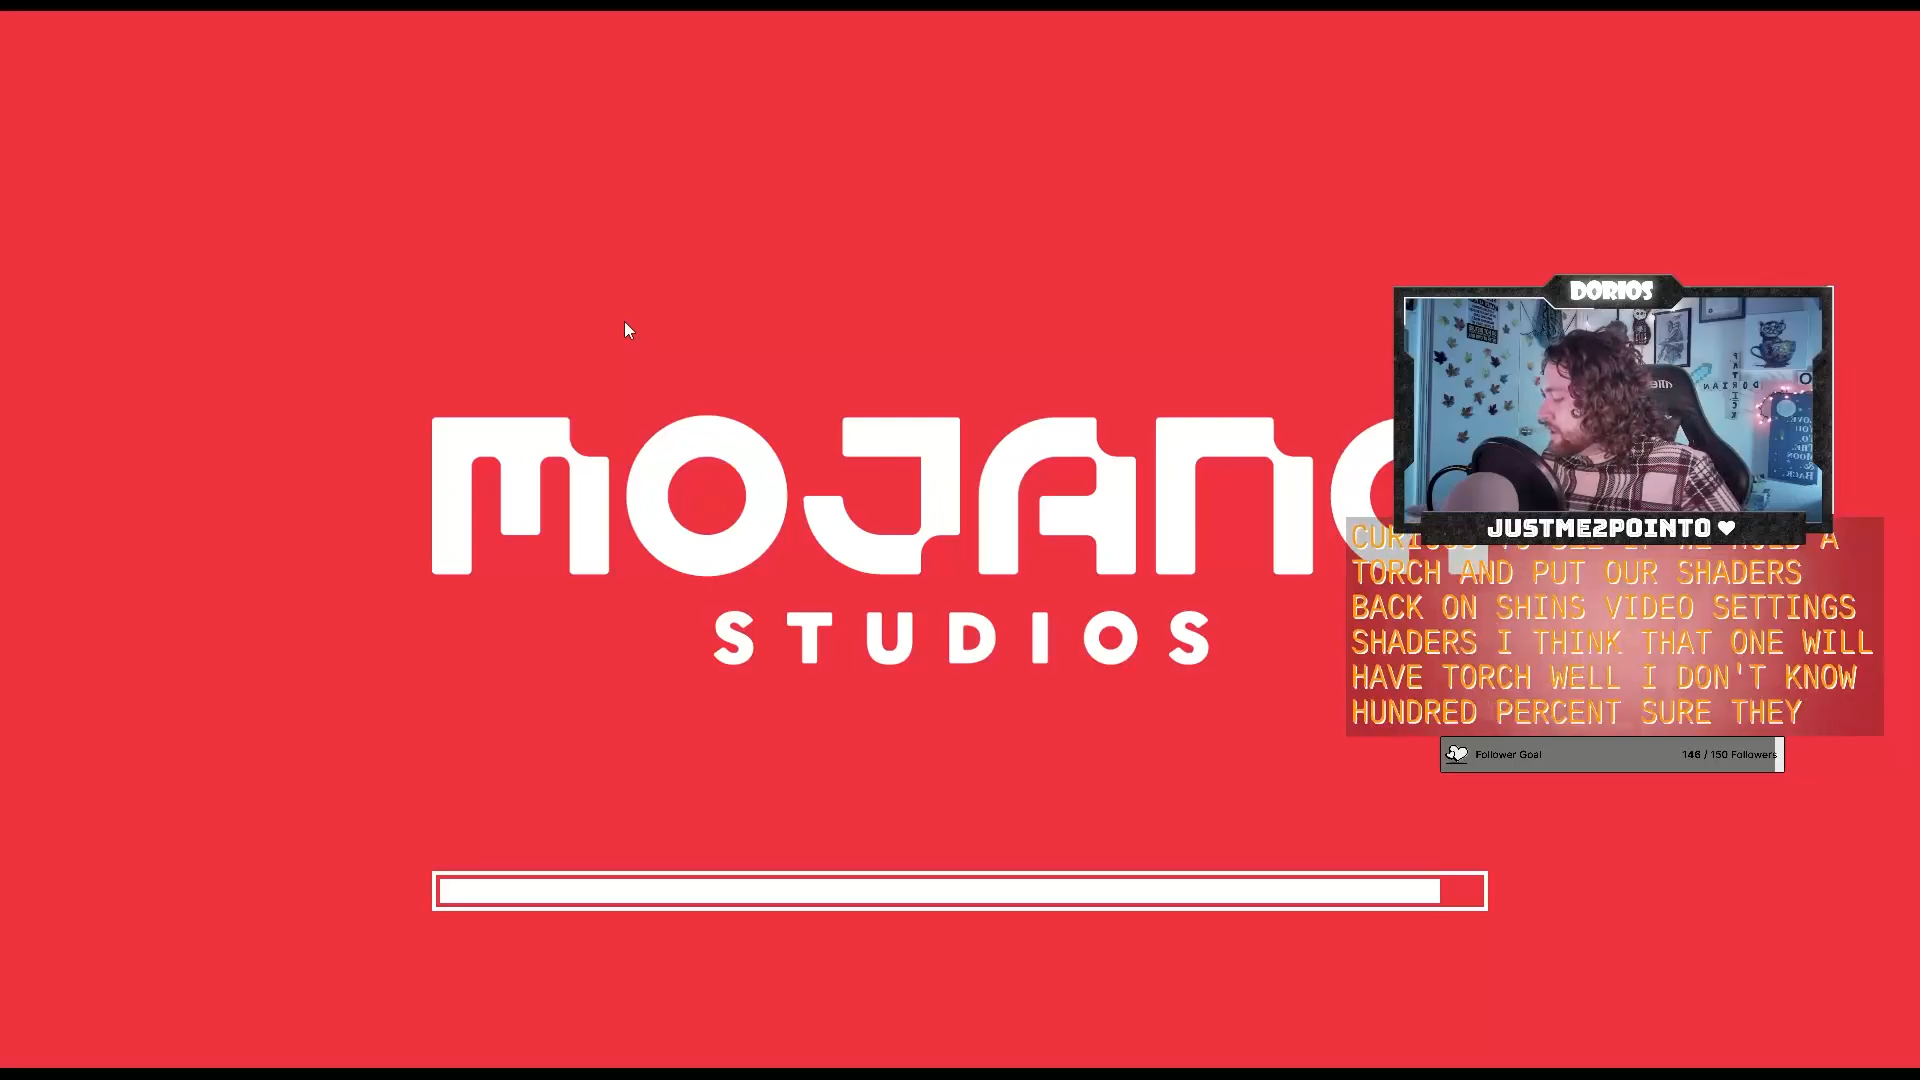 MOJANG
STUDIOS
DORIOS
JUSTME2POINTO
TORCH AND PUT OUR SHADERS
BACK ON SHINS VIDEO SETTINGS
SHADERS I THINK THAT ONE WILL
HAVE TORCH WELL I DON'T KNOW
HUNDRED PERCENT SURE THEY
Follower Goal
146 / 150 Followers